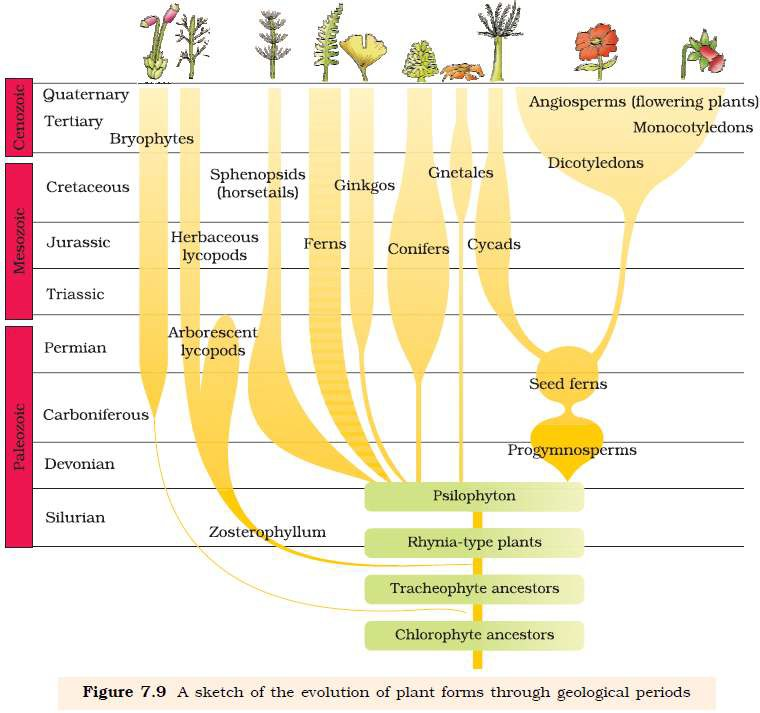 Cenozoic
Quaternary
Tertiary
Bryophytes
Angiosperms (flowering plants)
Monocotyledons
Dicotyledons
Mesozoic
Cretaceous
Sphenopsids
(horsetails)
Ginkgos
Gnetales
Jurassic
Herbaceous
lycopods
Ferns
Conifers
Cycads
Triassic
Paleozoic
Permian
Arborescent
lycopods
Seed ferns
Carboniferous
Devonian
Progymnosperms
Psilophyton
Silurian
Zosterophyllum
Rhynia-type plants
Tracheophyte ancestors
Chlorophyte ancestors
Figure 7.9 A sketch of the evolution of plant forms through geological periods